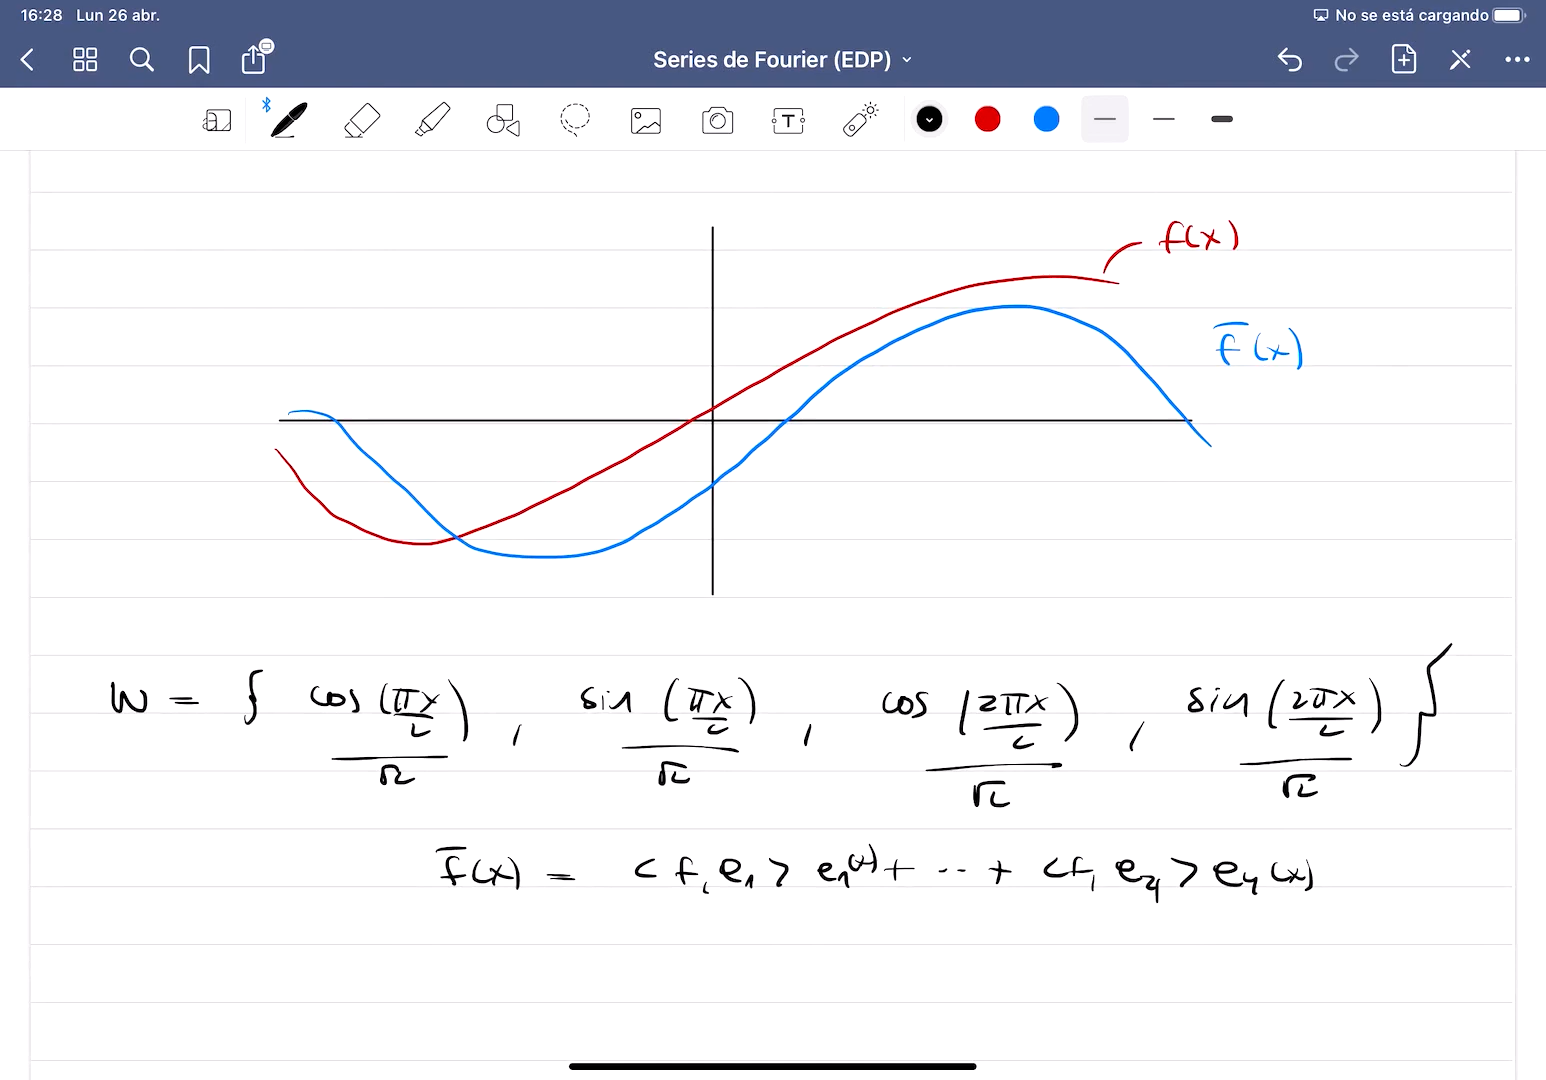 16:28 Lun 26 abr. No se está cargando
Series de Fourier (EDP)
f(x)
f̅(x)
W = { cos(πx/L)/√L , sin(πx/L)/√L , cos(2πx/L)/√L , sin(2πx/L)/√L }
f̅(x) = <f, e₁> e₁(x) + ·· + <f, e₄> e₄(x)